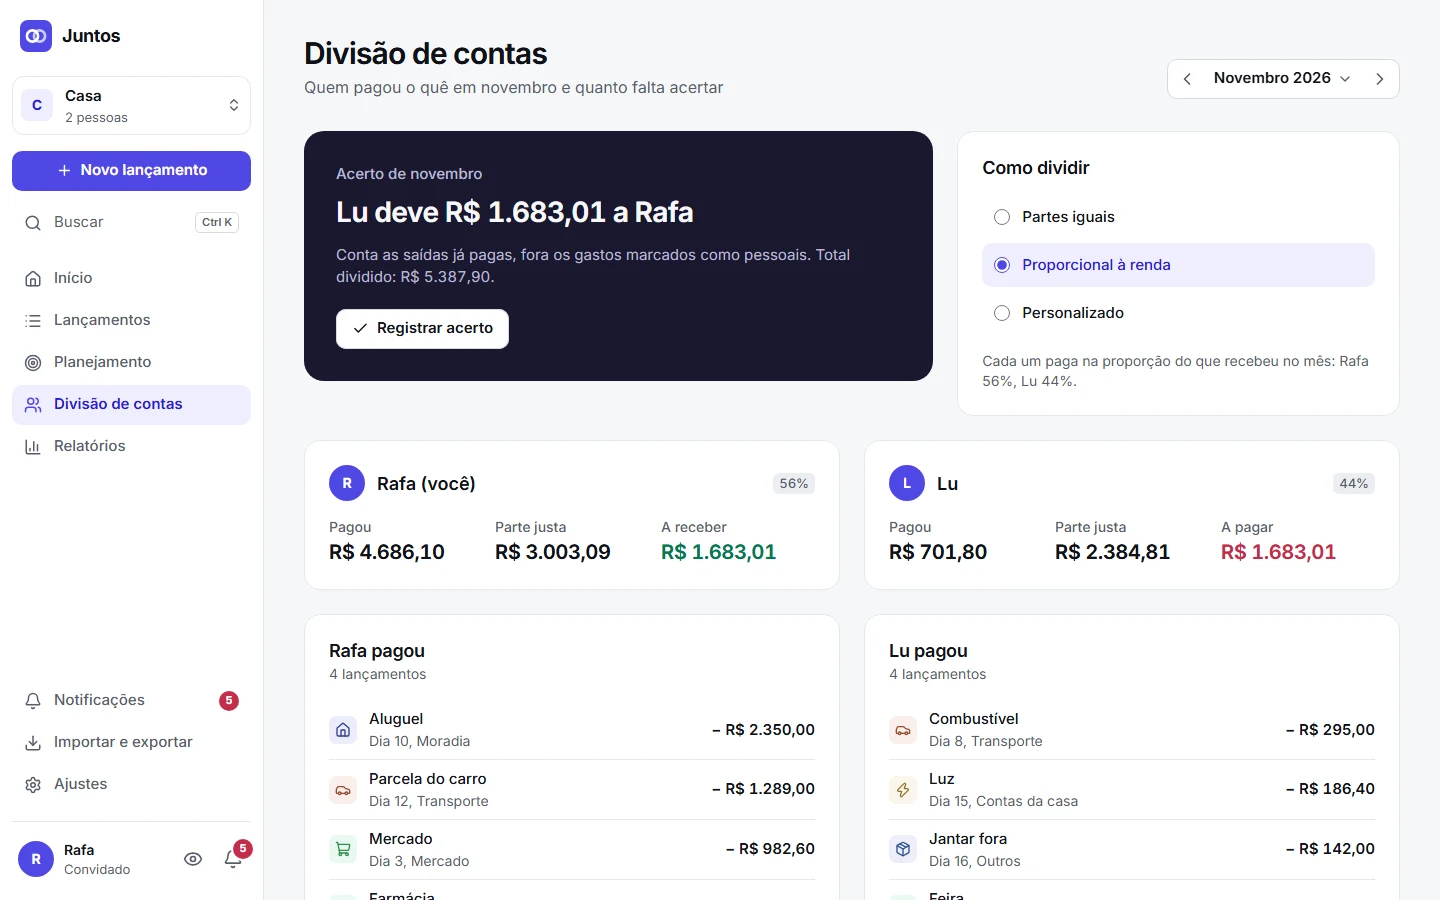 Juntos
C
Casa
2 pessoas
+ Novo lançamento
Buscar
Ctrl K
Início
Lançamentos
Planejamento
Divisão de contas
Relatórios
Notificações
5
Importar e exportar
Ajustes
R
Rafa
Convidado
5
Divisão de contas
Quem pagou o quê em novembro e quanto falta acertar
Novembro 2026
Acerto de novembro
Lu deve R$ 1.683,01 a Rafa
Conta as saídas já pagas, fora os gastos marcados como pessoais. Total
dividido: R$ 5.387,90.
Registrar acerto
Como dividir
Partes iguais
Proporcional à renda
Personalizado
Cada um paga na proporção do que recebeu no mês: Rafa
56%, Lu 44%.
R
Rafa (você)
56%
Pagou
Parte justa
A receber
R$ 4.686,10
R$ 3.003,09
R$ 1.683,01
L
Lu
44%
Pagou
Parte justa
A pagar
R$ 701,80
R$ 2.384,81
R$ 1.683,01
Rafa pagou
4 lançamentos
Aluguel
Dia 10, Moradia
− R$ 2.350,00
Parcela do carro
Dia 12, Transporte
− R$ 1.289,00
Mercado
Dia 3, Mercado
− R$ 982,60
Farmácia
Lu pagou
4 lançamentos
Combustível
Dia 8, Transporte
− R$ 295,00
Luz
Dia 15, Contas da casa
− R$ 186,40
Jantar fora
Dia 16, Outros
− R$ 142,00
Feira